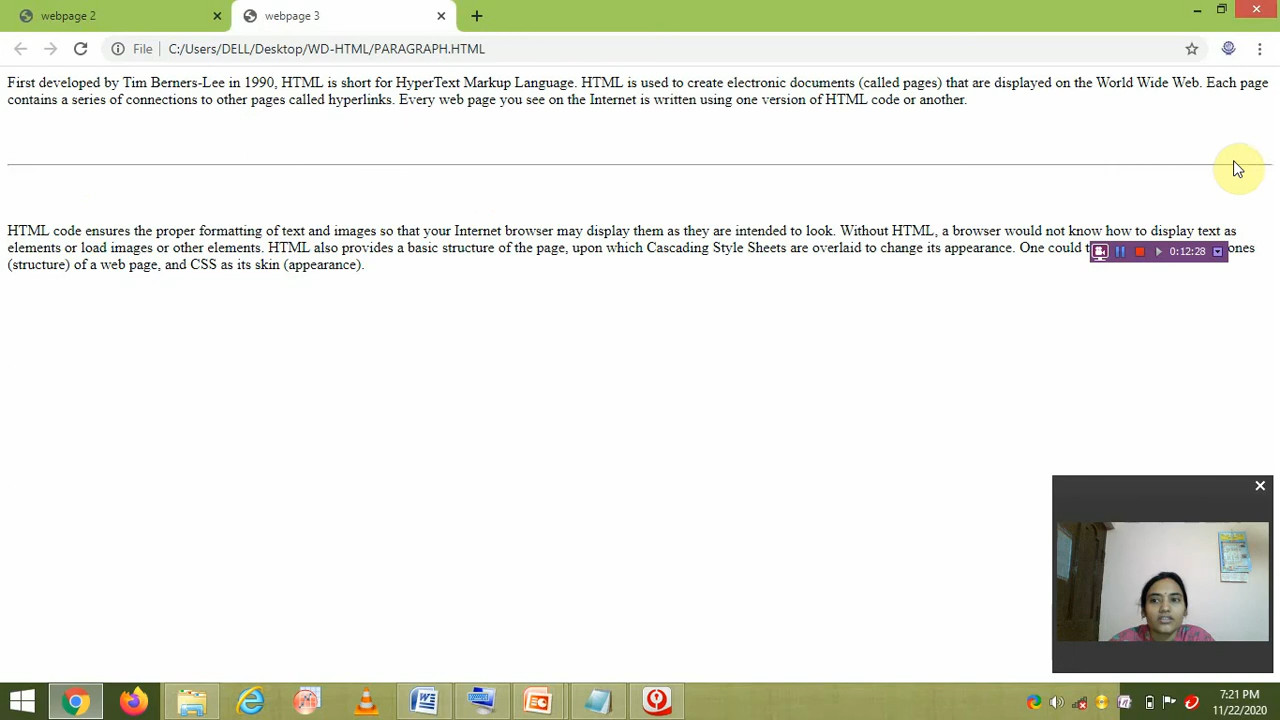 webpage 2
webpage 3
File
C:/Users/DELL/Desktop/WD-HTML/PARAGRAPH.HTML
First developed by Tim Berners-Lee in 1990, HTML is short for HyperText Markup Language. HTML is used to create electronic documents (called pages) that are displayed on the World Wide Web. Each page
contains a series of connections to other pages called hyperlinks. Every web page you see on the Internet is written using one version of HTML code or another.
HTML code ensures the proper formatting of text and images so that your Internet browser may display them as they are intended to look. Without HTML, a browser would not know how to display text as
elements or load images or other elements. HTML also provides a basic structure of the page, upon which Cascading Style Sheets are overlaid to change its appearance. One could
0:12:28
(structure) of a web page, and CSS as its skin (appearance).
7:21 PM
11/22/2020